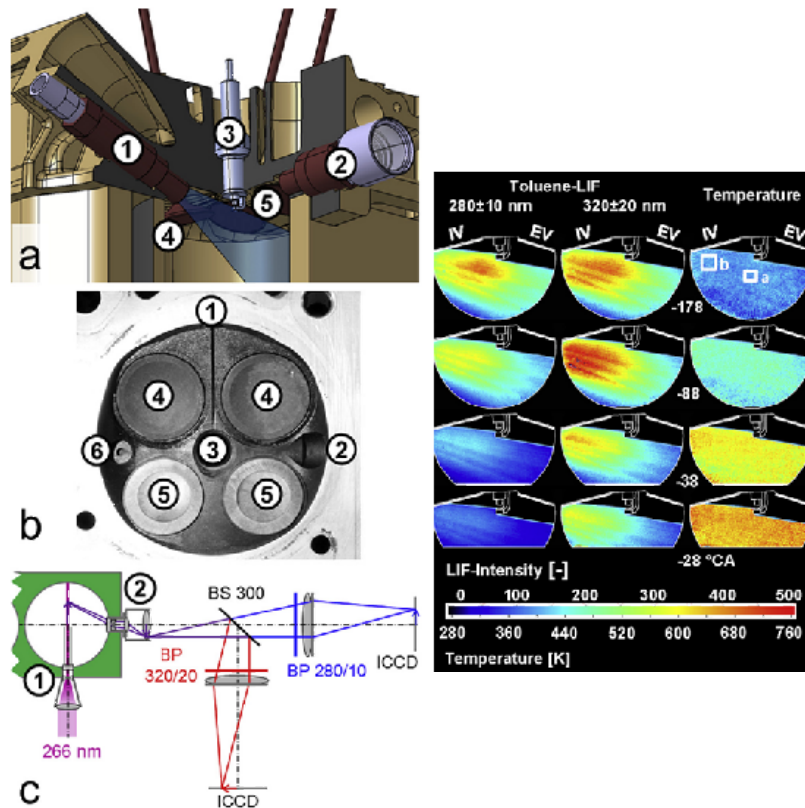 1
3
2
4
5
a
1
4
4
6
3
2
5
5
b
2
BS 300
BP
320/20
BP 280/10
ICCD
1
266 nm
ICCD
c
Toluene-LIF
Temperature
280±10 nm
320±20 nm
IV
EV
IV
EV
IV
EV
b
a
-178
-88
-38
-28 °CA
LIF-Intensity [-]
0 100 200 300 400 500
280 360 440 520 600 680 760
Temperature [K]